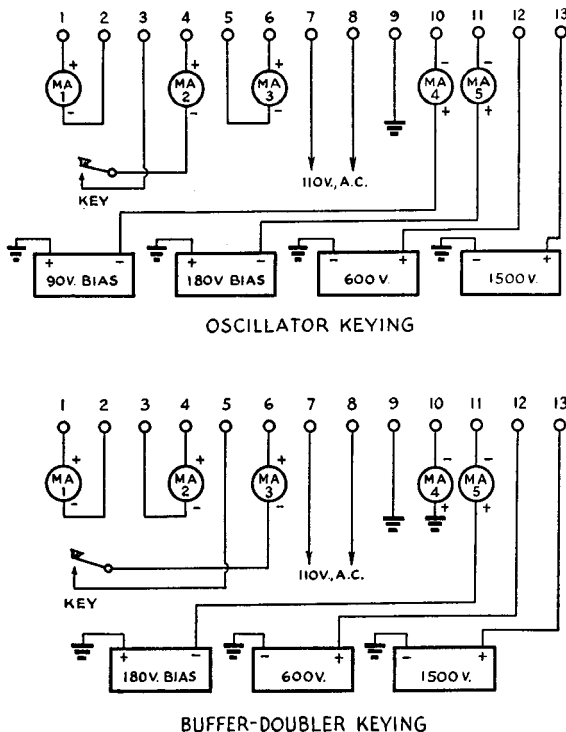 1 2 3 4 5 6 7 8 9 10 11 12 13
+ + + - -
MA 1 MA 2 MA 3 MA 4 MA 5
- - - + +
KEY
110V., A.C.
+ - + - - + - +
90V. BIAS 180V BIAS 600V. 1500V.
OSCILLATOR KEYING
1 2 3 4 5 6 7 8 9 10 11 12 13
+ + + - -
MA 1 MA 2 MA 3 MA 4 MA 5
- - - + +
KEY
110V., A.C.
+ - - + - +
180V. BIAS 600V. 1500V.
BUFFER-DOUBLER KEYING